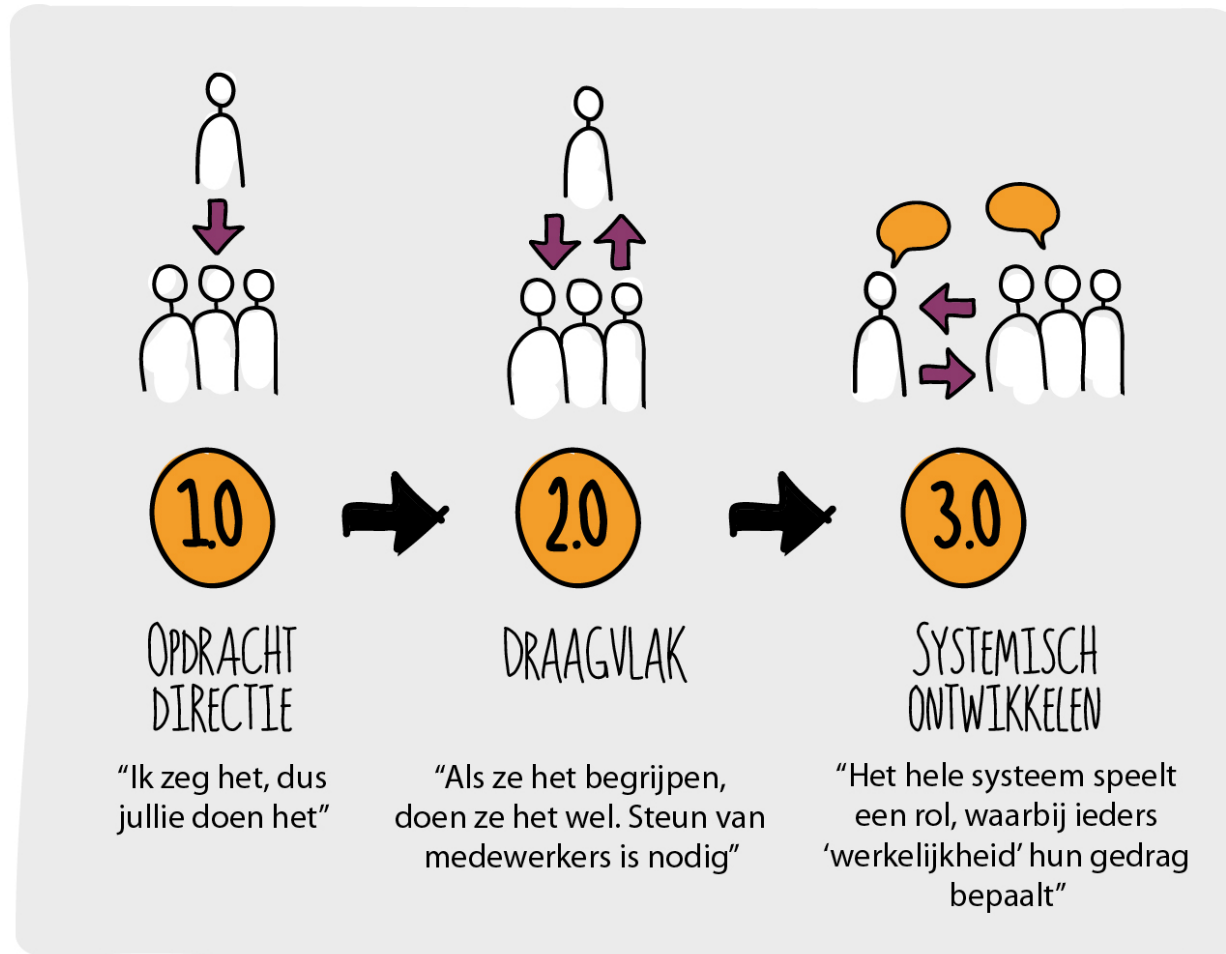 1.0
2.0
3.0
OPDRACHT
DIRECTIE
"Ik zeg het, dus
jullie doen het"
DRAAGVLAK
"Als ze het begrijpen,
doen ze het wel. Steun van
medewerkers is nodig"
SYSTEMISCH
ONTWIKKELEN
"Het hele systeem speelt
een rol, waarbij ieders
'werkelijkheid' hun gedrag
bepaalt"